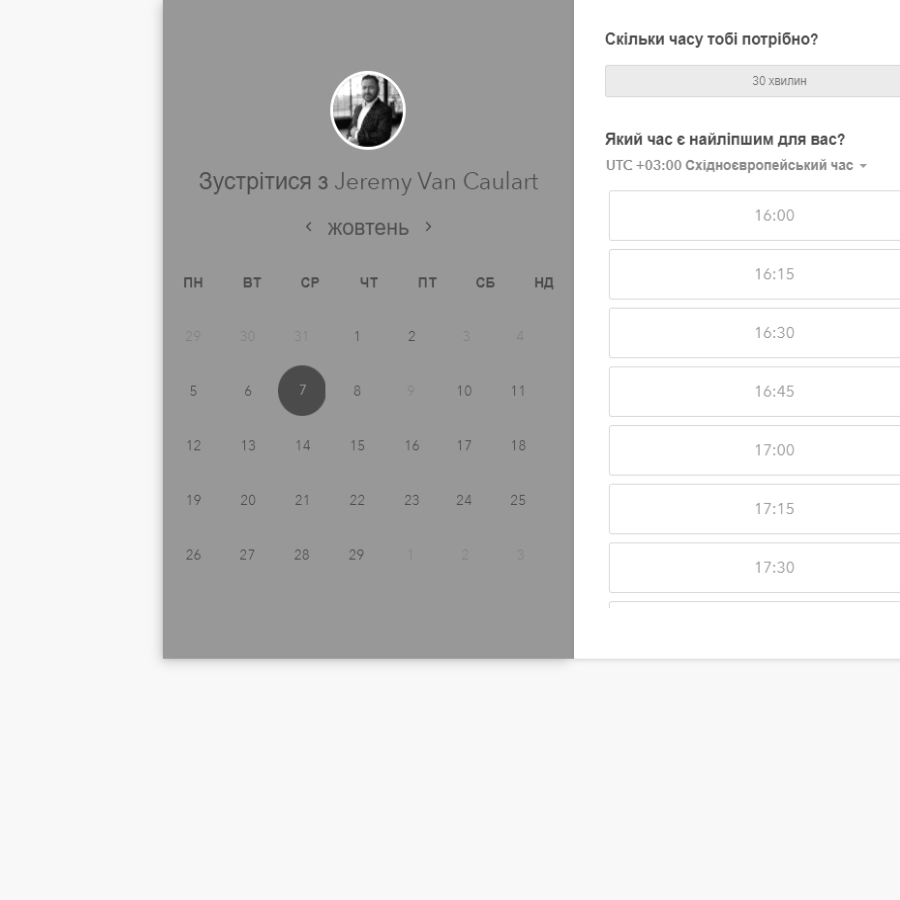 Зустрітися з Jeremy Van Caulart
жовтень
ПН ВТ СР ЧТ ПТ СБ НД
29 30 31 1 2 3 4
5 6 7 8 9 10 11
12 13 14 15 16 17 18
19 20 21 22 23 24 25
26 27 28 29 1 2 3
Скільки часу тобі потрібно?
30 хвилин
Який час є найліпшим для вас?
UTC +03:00 Східноєвропейський час
16:00
16:15
16:30
16:45
17:00
17:15
17:30